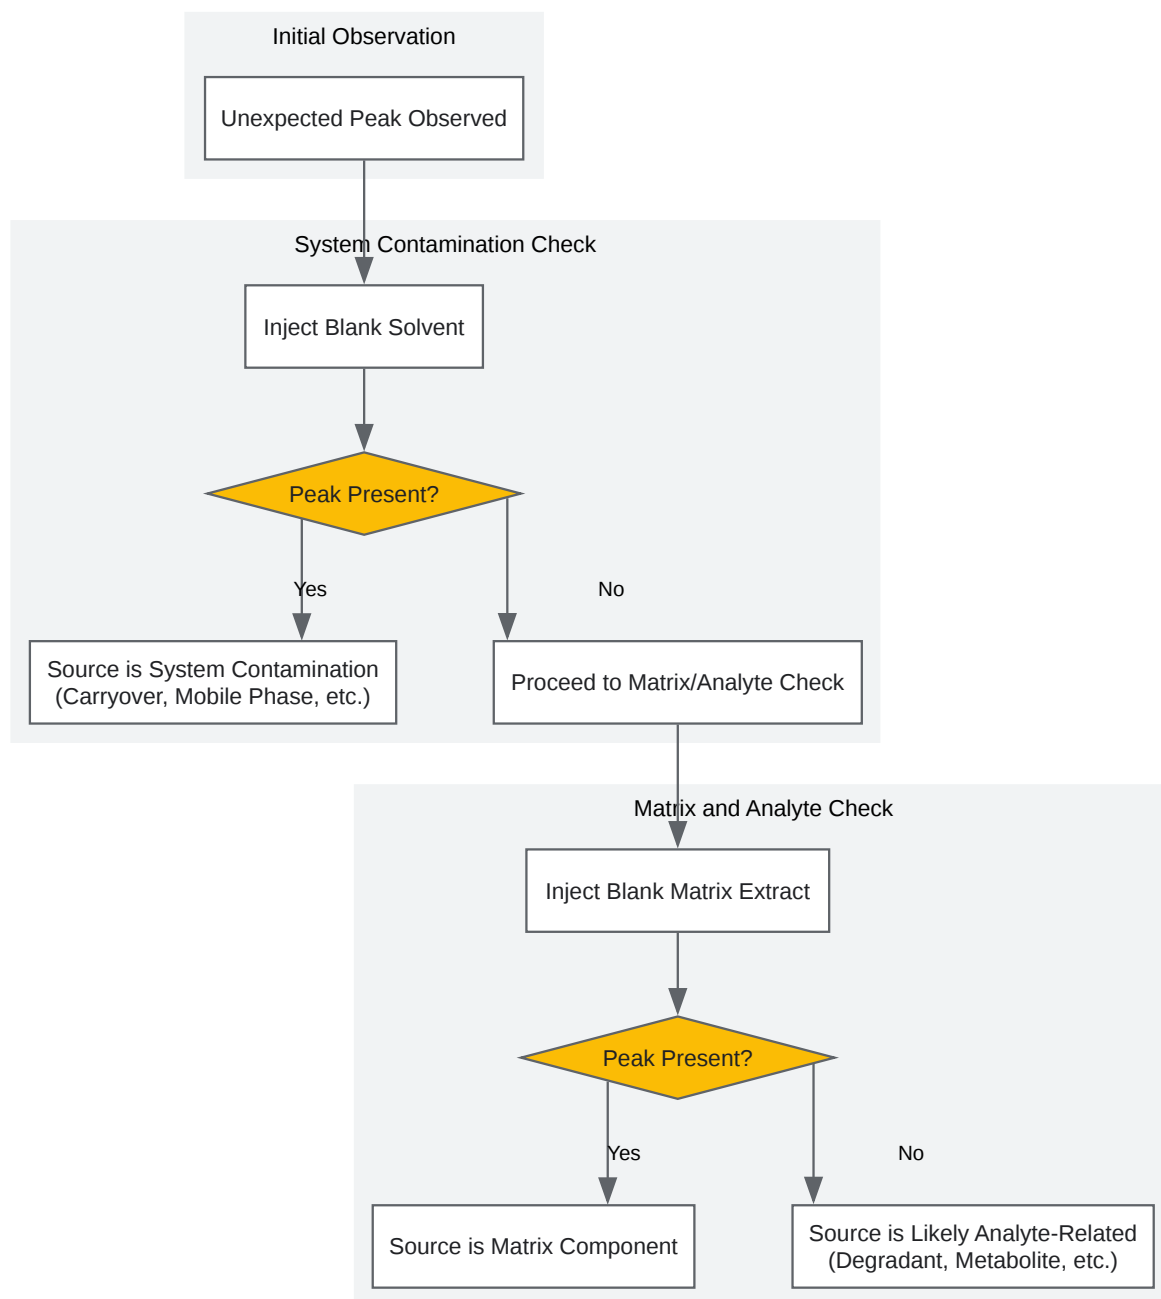 Initial Observation
Unexpected Peak Observed
System Contamination Check
Inject Blank Solvent
Peak Present?
Yes
No
Source is System Contamination
(Carryover, Mobile Phase, etc.)
Proceed to Matrix/Analyte Check
Matrix and Analyte Check
Inject Blank Matrix Extract
Peak Present?
Yes
No
Source is Matrix Component
Source is Likely Analyte-Related
(Degradant, Metabolite, etc.)